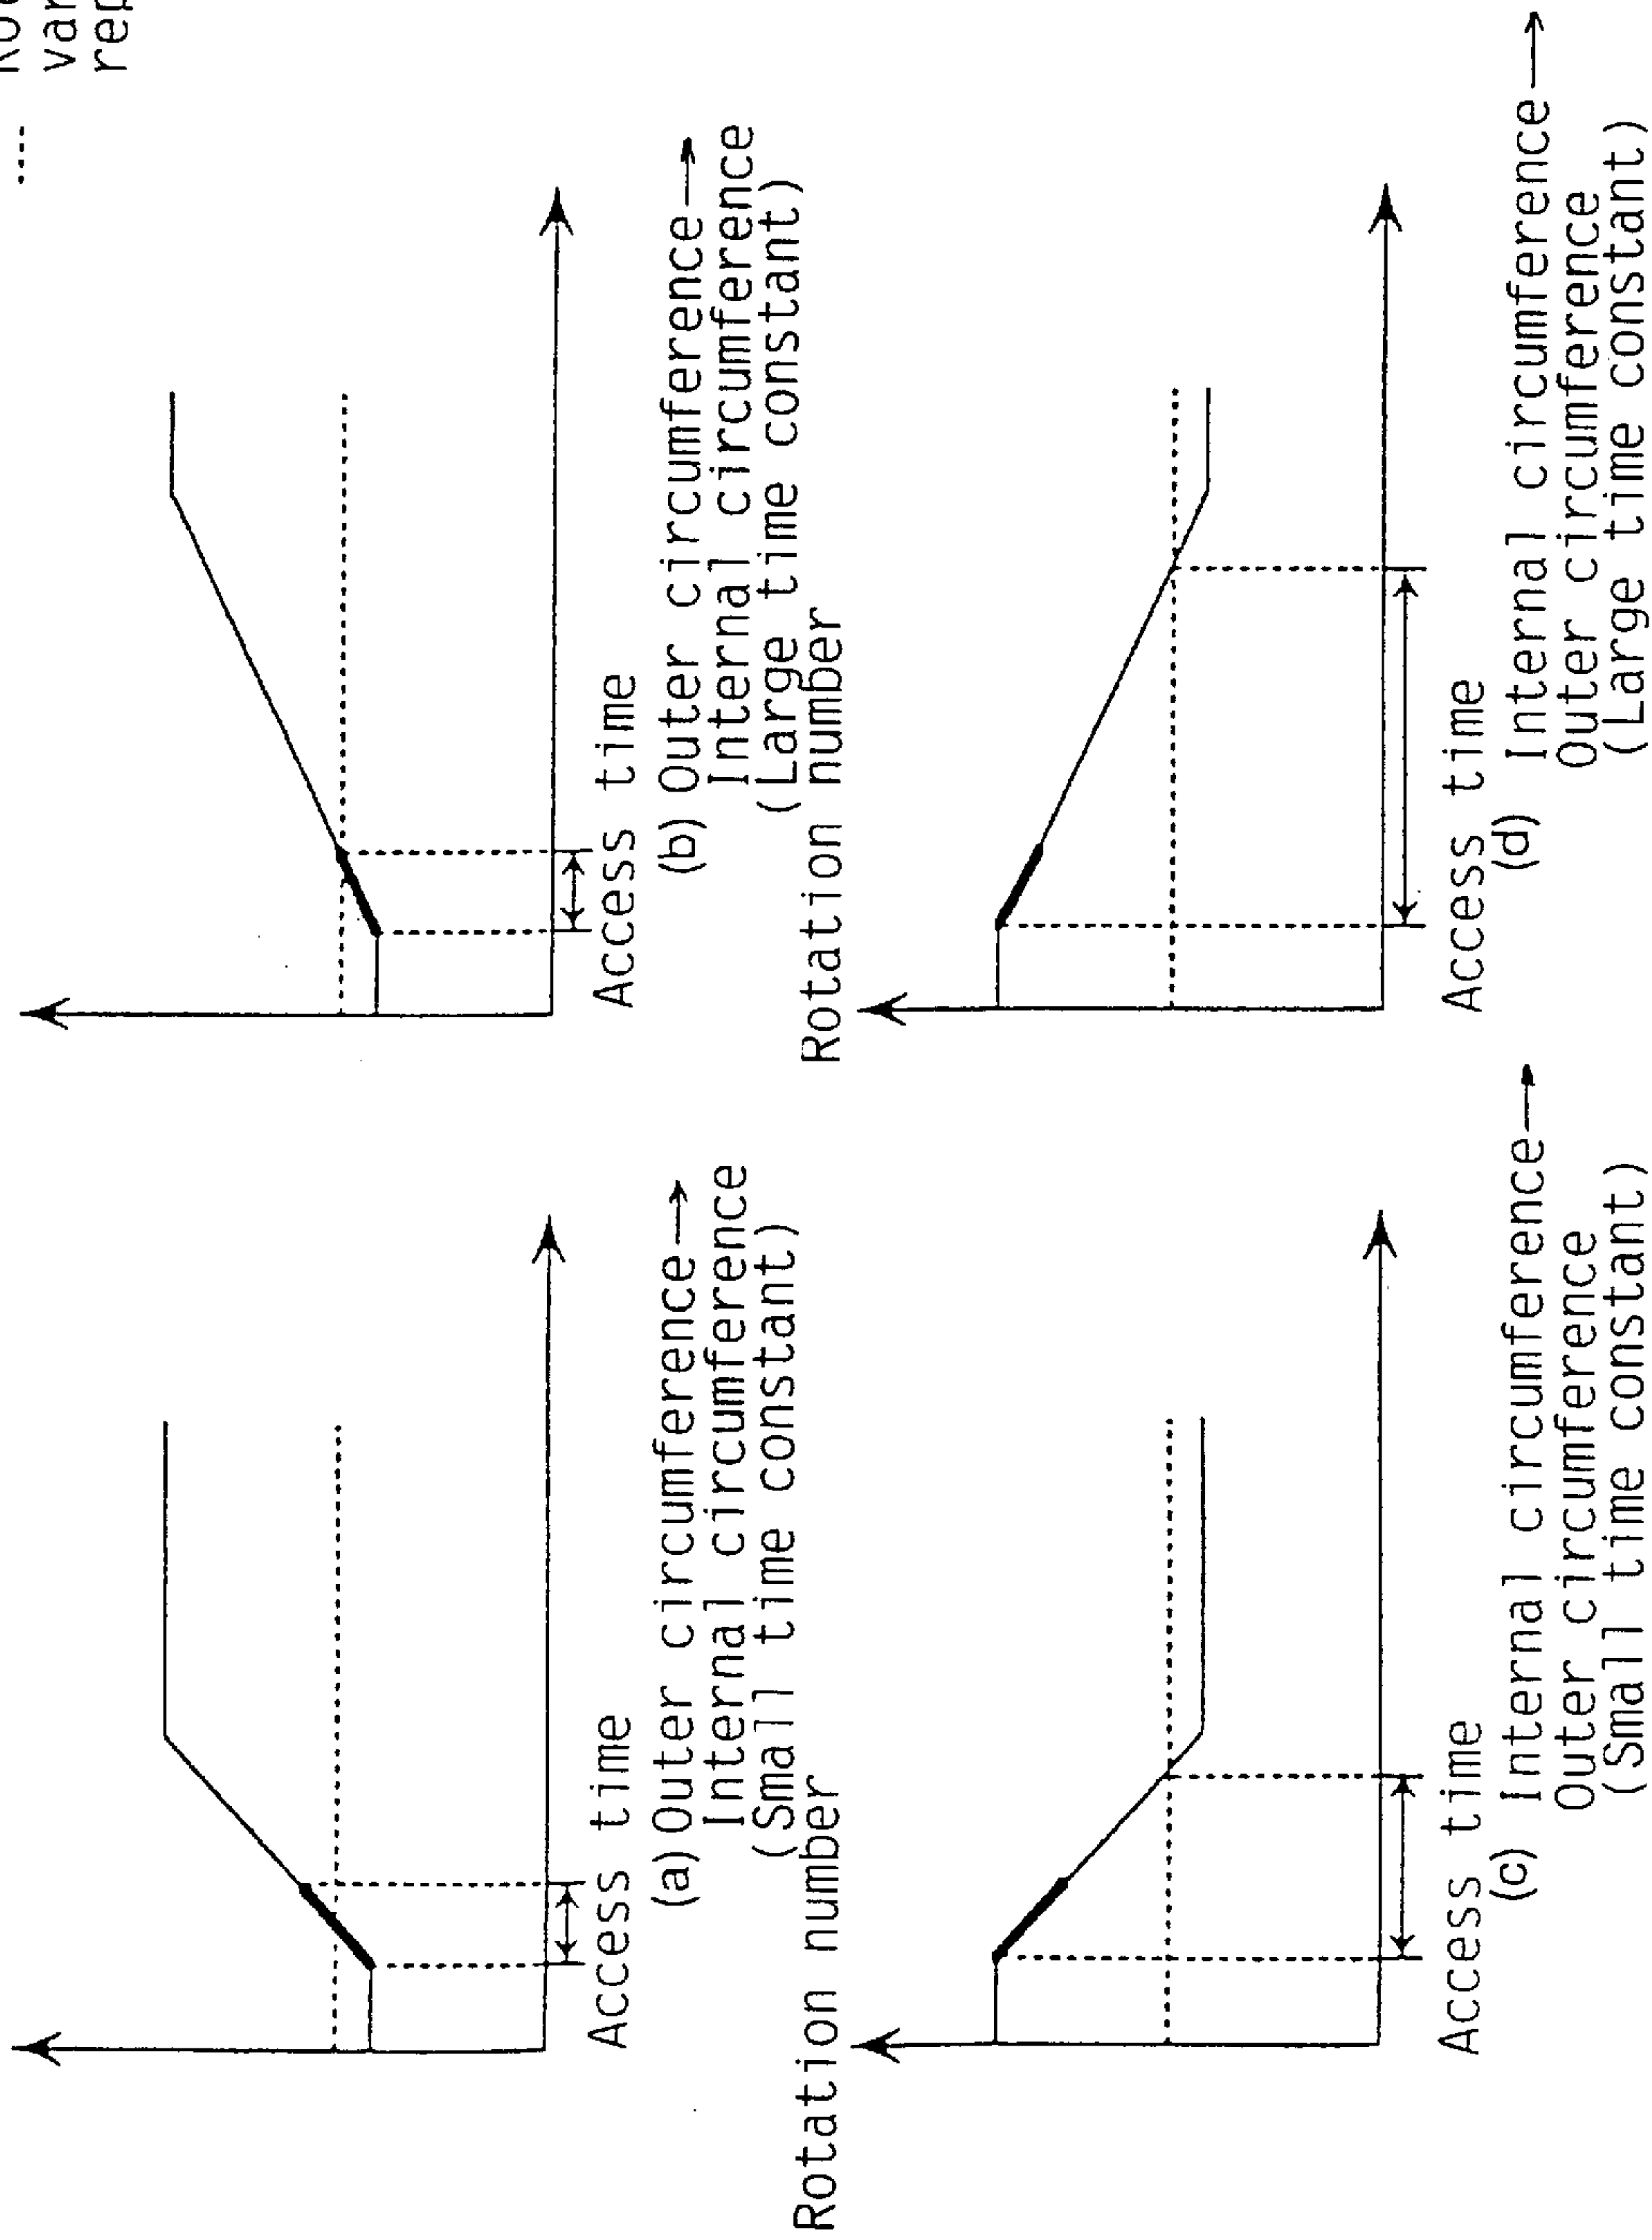 Access time
(a) Outer circumference→
Internal circumference
(Small time constant)
Access time
(b) Outer circumference→
Internal circumference
(Large time constant)
Rotation number
Access time
(c) Internal circumference→
Outer circumference
(Small time constant)
Rotation number
Access time
(d) Internal circumference→
Outer circumference
(Large time constant)